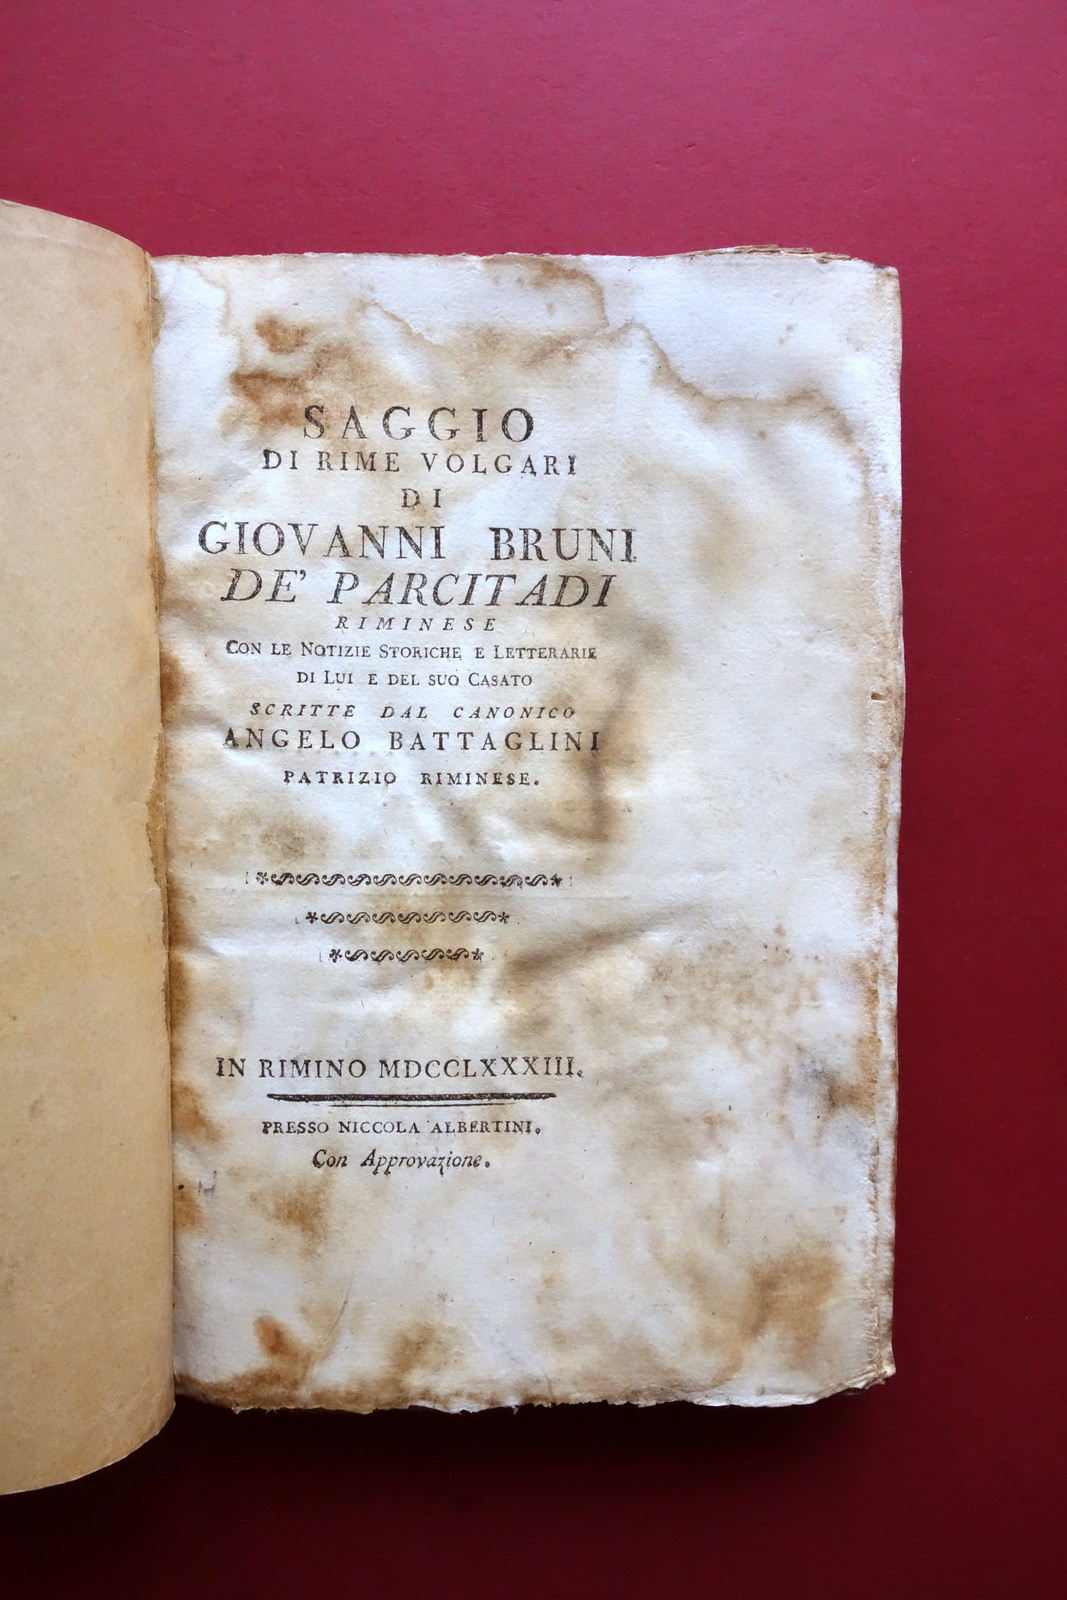 SAGGIO
DI RIME VOLGARI
DI
GIOVANNI BRUNI
DE' PARCITADI
RIMINESE
CON LE NOTIZIE STORICHE E LETTERARIE
DI LUI E DEL SUO CASATO
SCRITTE DAL CANONICO
ANGELO BATTAGLINI
PATRIZIO RIMINESE.
IN RIMINO MDCCLXXXIII.
PRESSO NICCOLA ALBERTINI.
Con Approvazione.